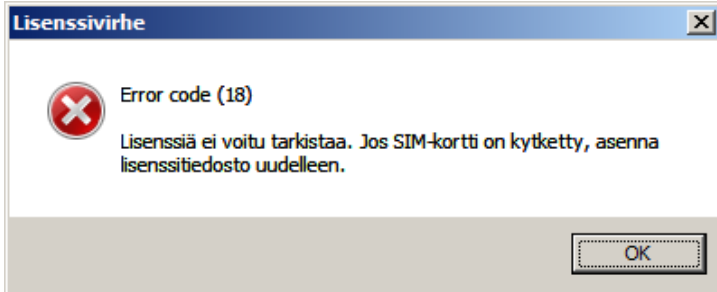 Lisenssivirhe
Error code (18)
Lisenssiä ei voitu tarkistaa. Jos SIM-kortti on kytketty, asenna
lisenssitiedosto uudelleen.
OK